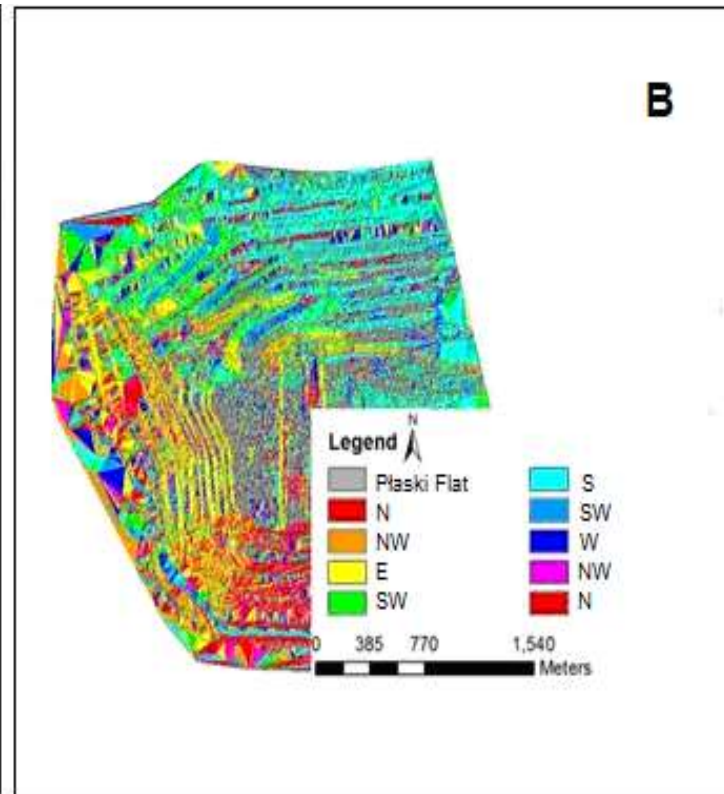 B
N
Legend
Płaski Flat
N
NW
E
SW
S
SW
W
NW
N
0 385 770 1,540
Meters